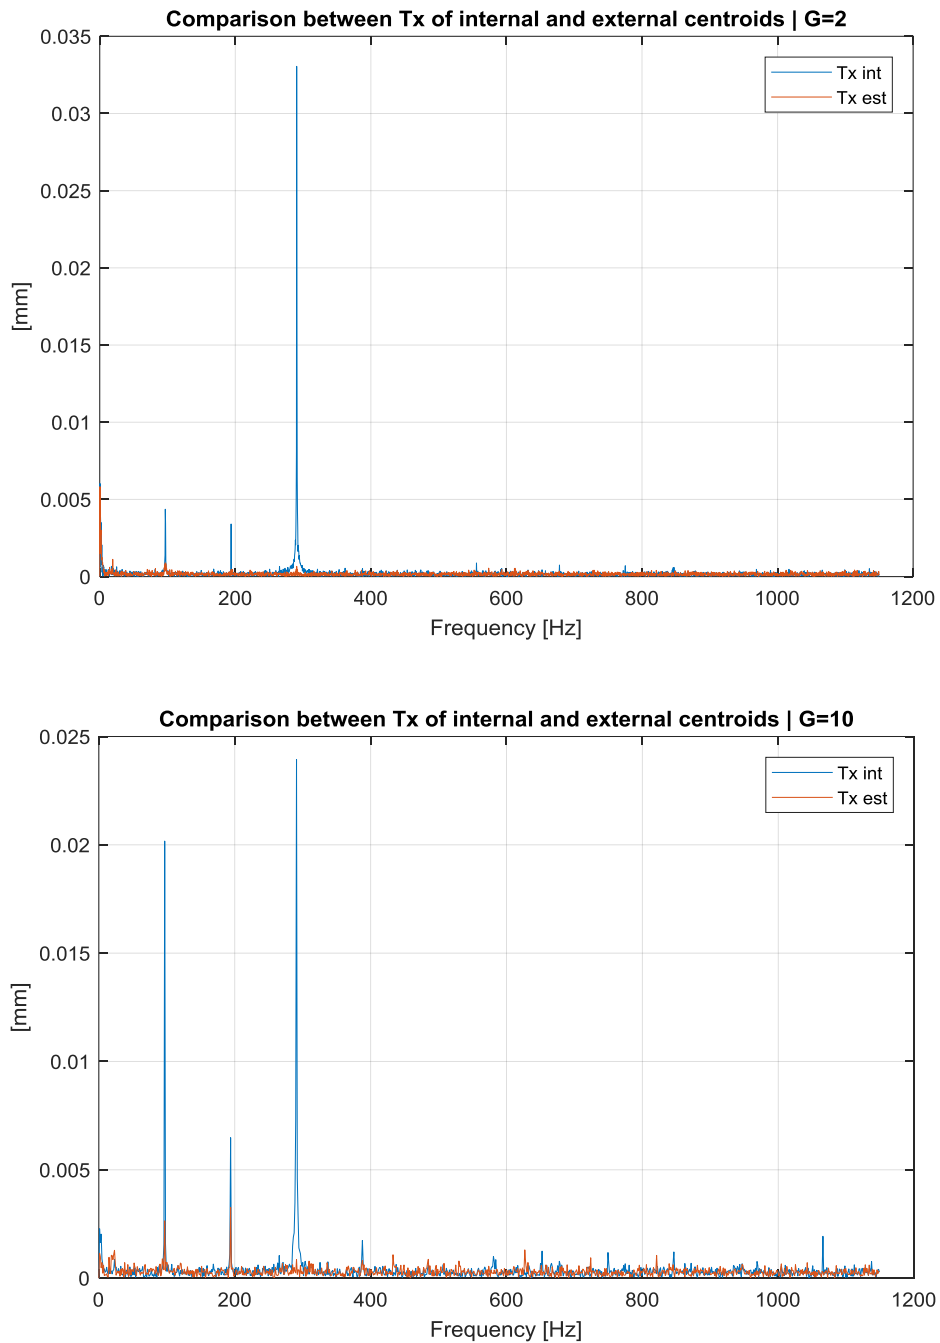 Comparison between Tx of internal and external centroids | G=2
0.035
0.03
0.025
0.02
0.015
0.01
0.005
0
[mm]
Tx int
Tx est
0 200 400 600 800 1000 1200
Frequency [Hz]
Comparison between Tx of internal and external centroids | G=10
0.025
0.02
0.015
0.01
0.005
0
[mm]
Tx int
Tx est
0 200 400 600 800 1000 1200
Frequency [Hz]